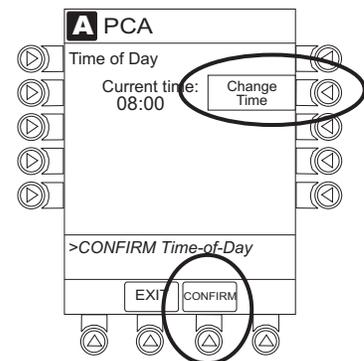 A PCA
Time of Day
Current time:
08:00
Change
Time
>CONFIRM Time-of-Day
EXIT
CONFIRM